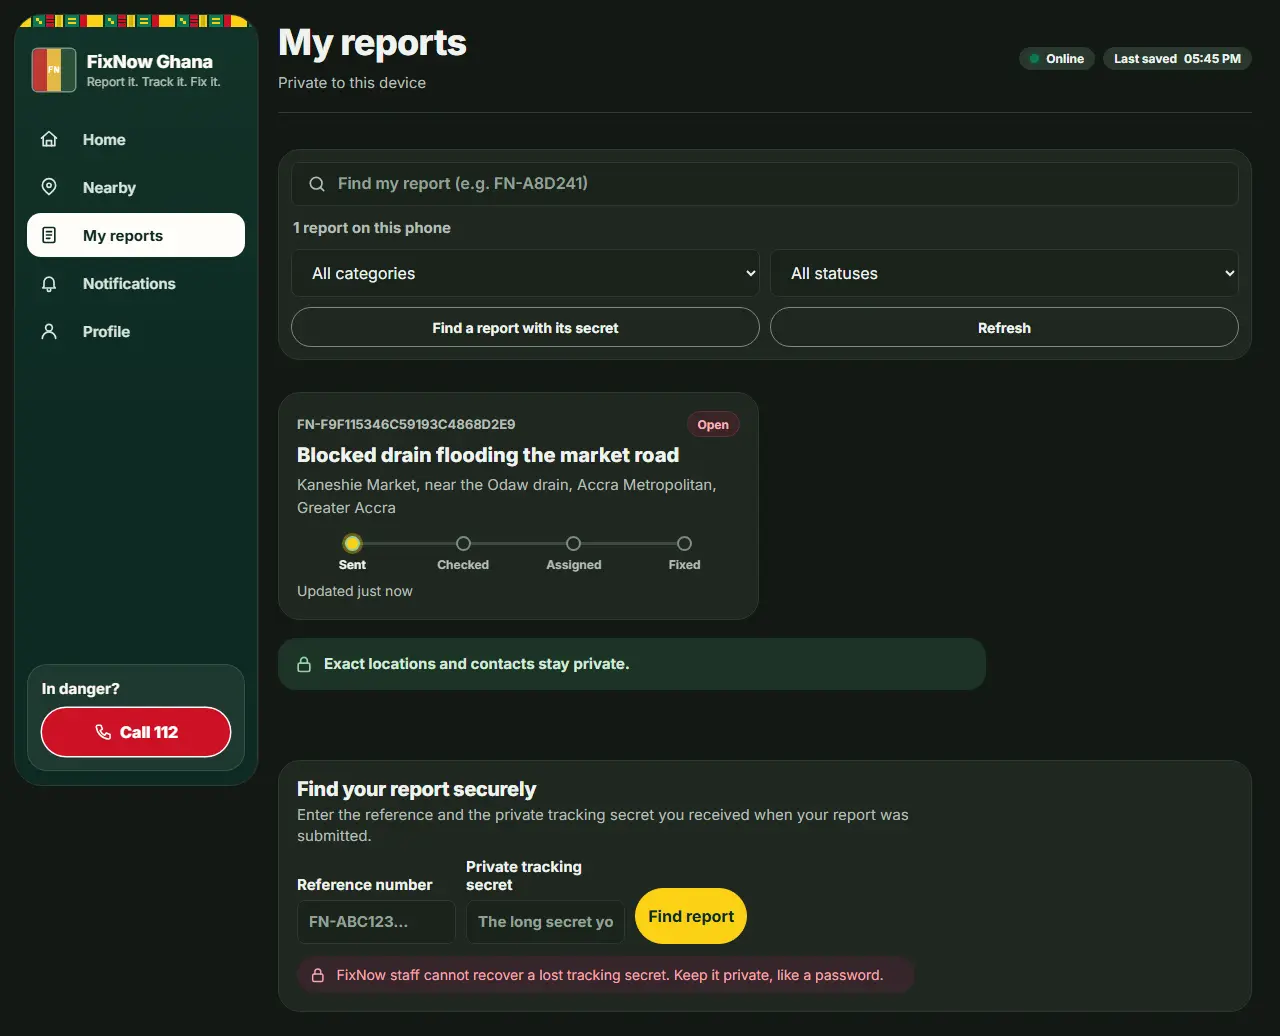 FN
FixNow Ghana
Report it. Track it. Fix it.
Home
Nearby
My reports
Notifications
Profile
In danger?
Call 112
My reports
Private to this device
Online
Last saved 05:45 PM
Find my report (e.g. FN-A8D241)
1 report on this phone
All categories
All statuses
Find a report with its secret
Refresh
FN-F9F115346C59193C4868D2E9
Open
Blocked drain flooding the market road
Kaneshie Market, near the Odaw drain, Accra Metropolitan,
Greater Accra
Sent
Checked
Assigned
Fixed
Updated just now
Exact locations and contacts stay private.
Find your report securely
Enter the reference and the private tracking secret you received when your report was
submitted.
Reference number
Private tracking
secret
FN-ABC123...
The long secret yo
Find report
FixNow staff cannot recover a lost tracking secret. Keep it private, like a password.